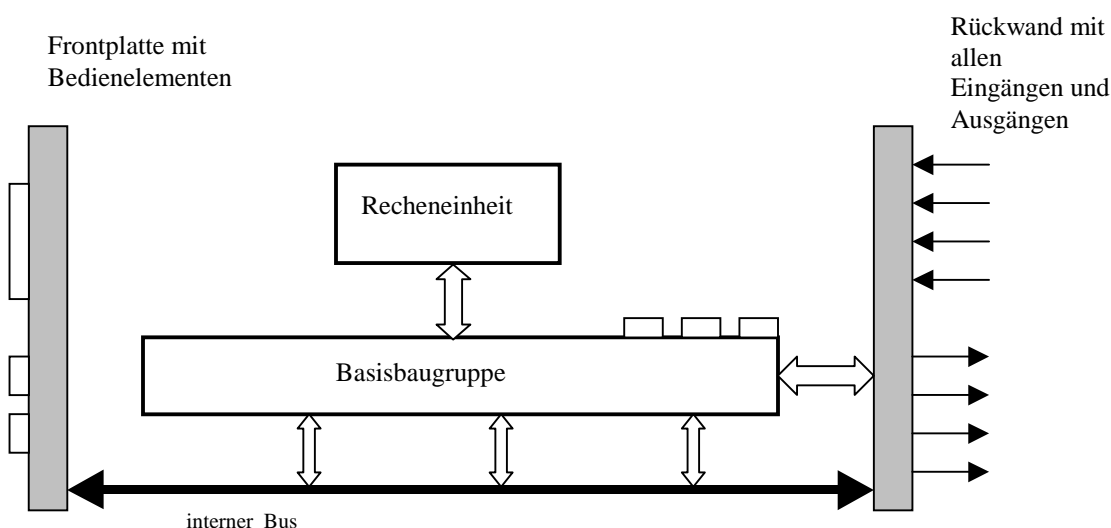 Frontplatte mit
Bedienelementen
Rückwand mit
allen
Eingängen und
Ausgängen
Recheneinheit
Basisbaugruppe
interner Bus